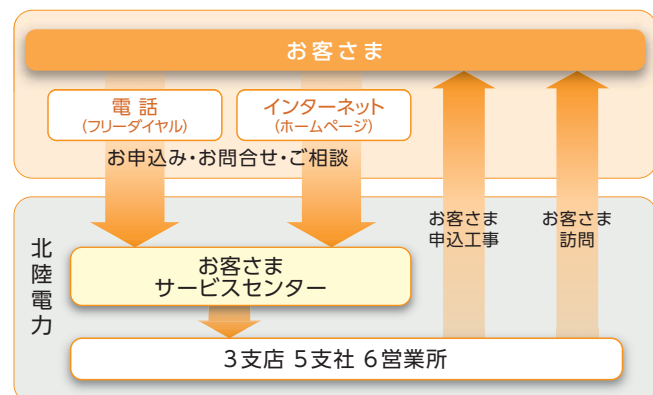 お客さま
電話
(フリーダイヤル)
インターネット
(ホームページ)
お申込み・お問合せ・ご相談
お客さま
申込工事
お客さま
訪問
北陸電力
お客さま
サービスセンター
3支店 5支社 6営業所